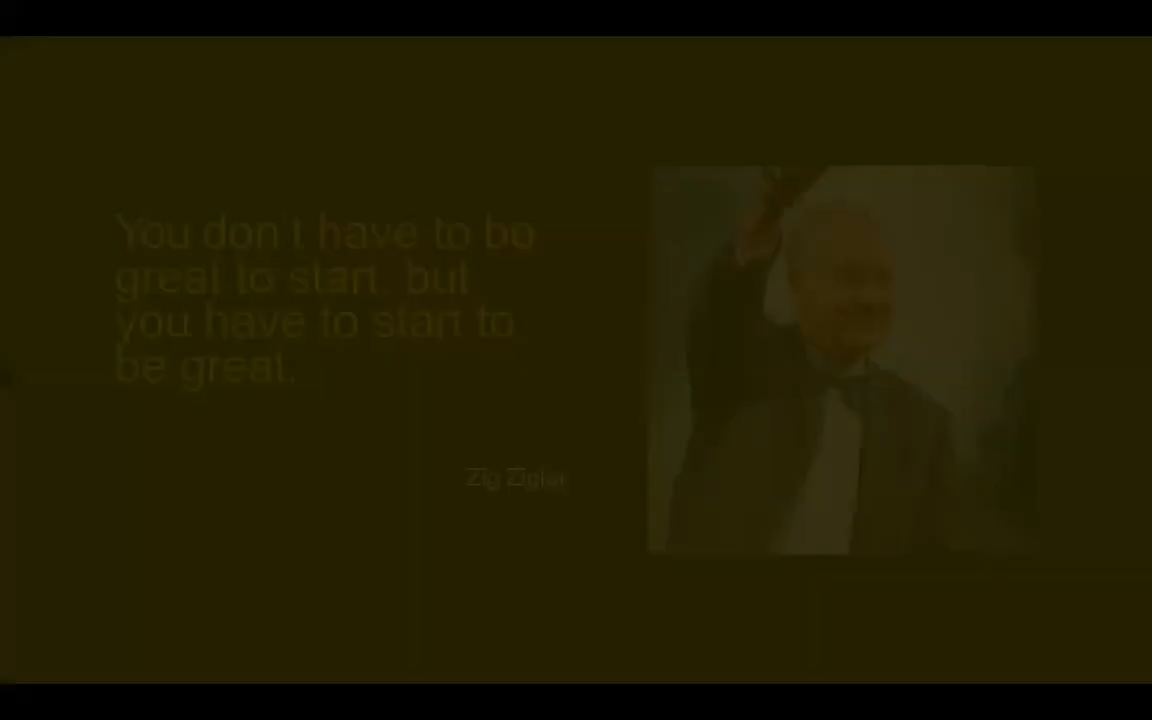 You don't have to be
great to start, but
you have to start to
be great.
Zig Ziglar